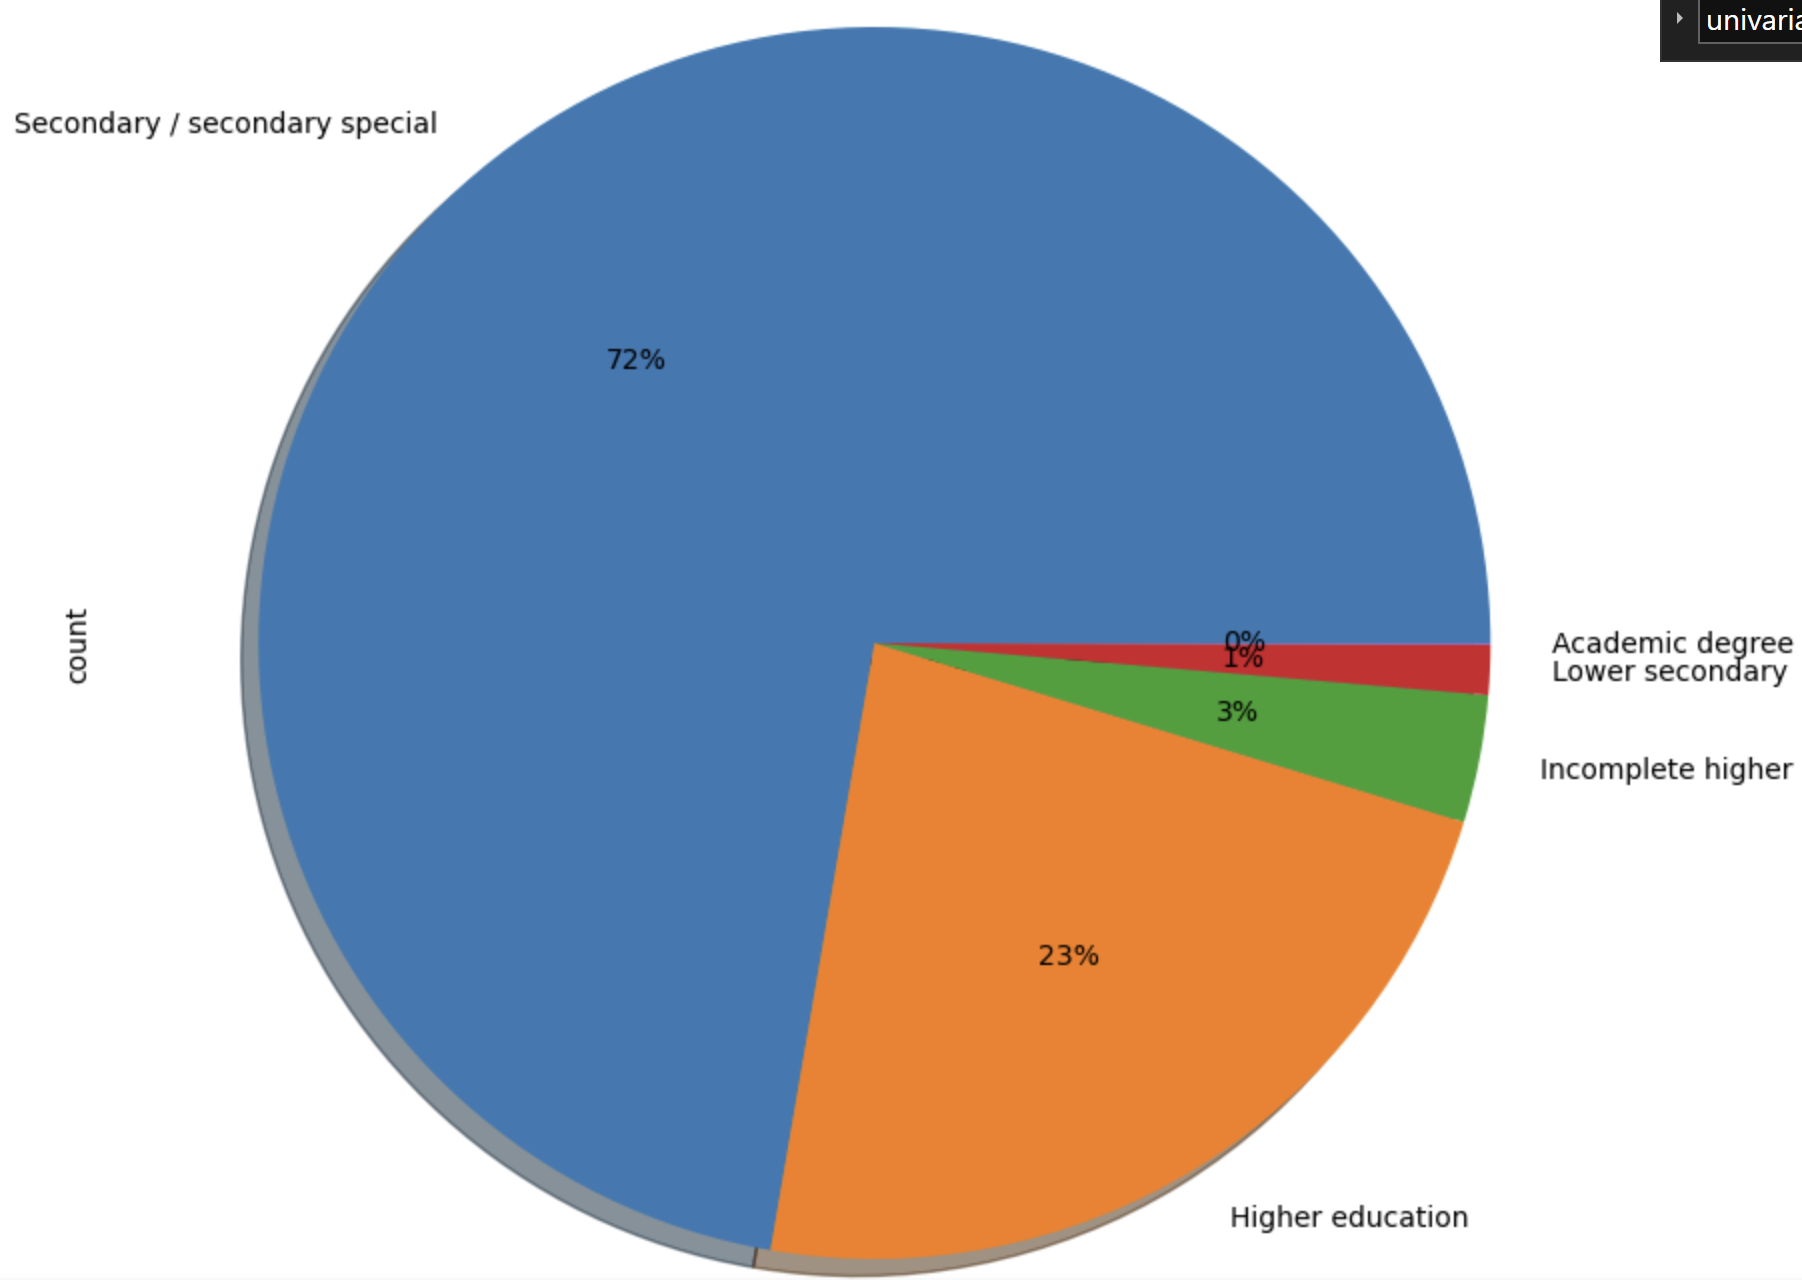 univaria
Secondary / secondary special
72%
count
0%
Academic degree
1%
Lower secondary
3%
Incomplete higher
23%
Higher education